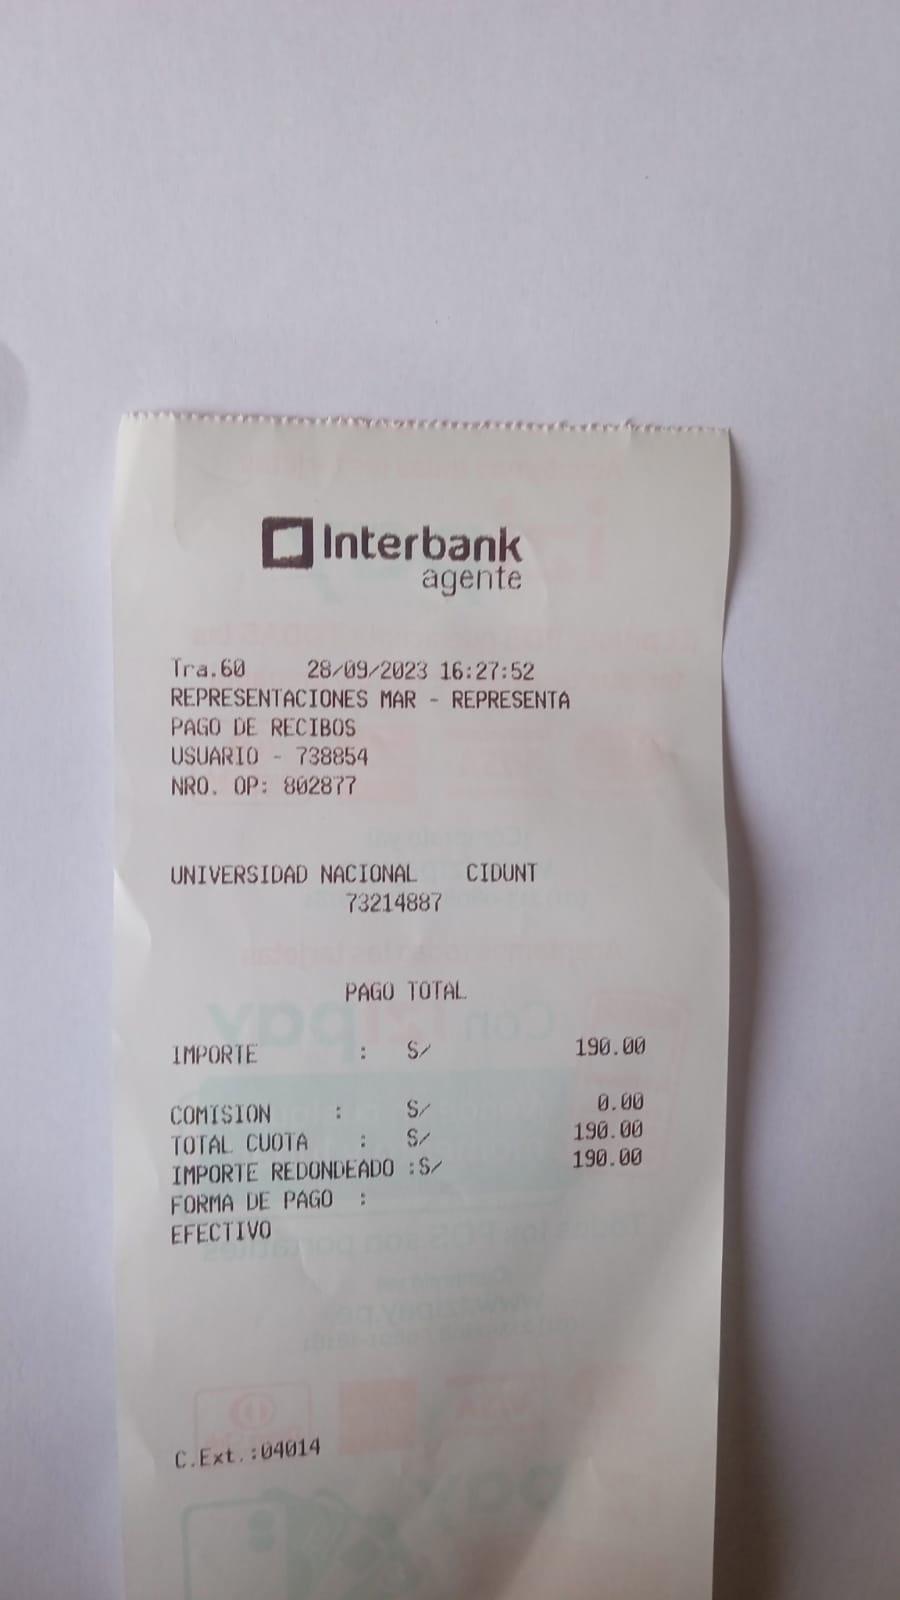 Interbank
agente
Tra.60 28/09/2023 16:27:52
REPRESENTACIONES MAR - REPRESENTA
PAGO DE RECIBOS
USUARIO - 738854
NRO. OP: 802877
UNIVERSIDAD NACIONAL CIDUNT
73214887
PAGO TOTAL
IMPORTE : S/ 190.00
COMISION : S/ 0.00
TOTAL CUOTA : S/ 190.00
IMPORTE REDONDEADO :S/ 190.00
FORMA DE PAGO :
EFECTIVO
C.Ext.:04014